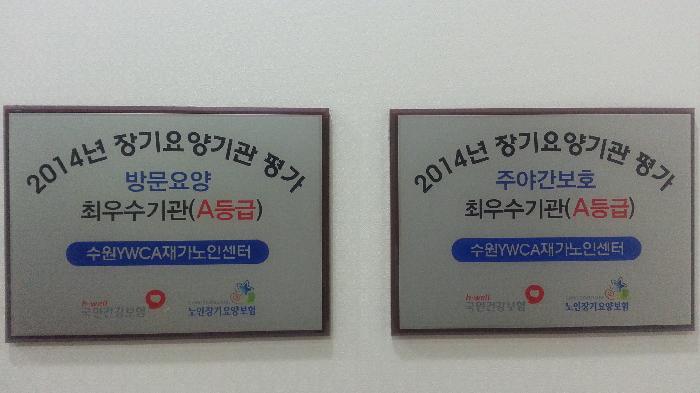 2014년 장기요양기관 평가
방문요양
최우수기관(A등급)
수원YWCA재가노인센터
h-well
국민건강보험
노인장기요양보험
2014년 장기요양기관 평가
주야간보호
최우수기관(A등급)
수원YWCA재가노인센터
h-well
국민건강보험
노인장기요양보험